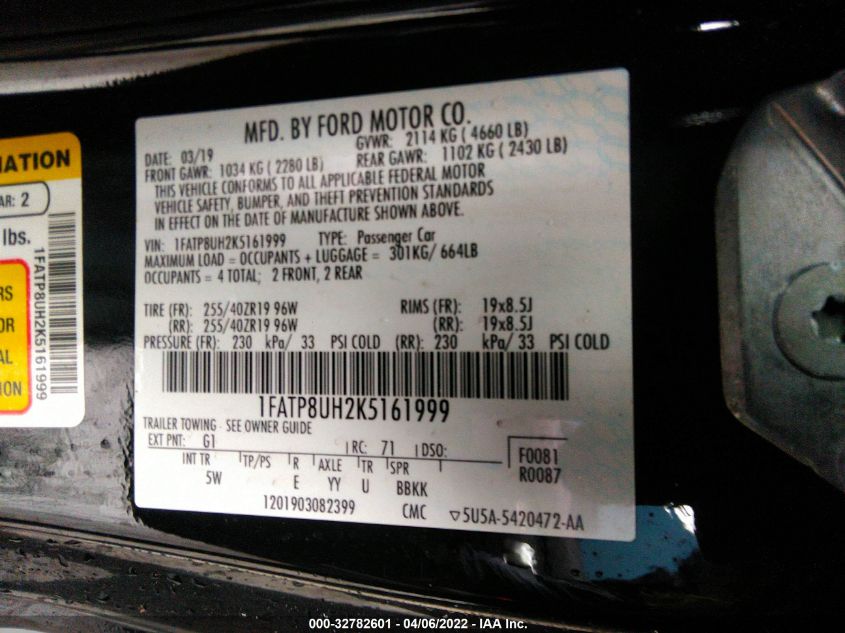 MFD. BY FORD MOTOR CO.
DATE: 03/19 GVWR: 2114 KG ( 4660 LB)
FRONT GAWR: 1034 KG ( 2280 LB) REAR GAWR: 1102 KG ( 2430 LB)
THIS VEHICLE CONFORMS TO ALL APPLICABLE FEDERAL MOTOR
VEHICLE SAFETY, BUMPER, AND THEFT PREVENTION STANDARDS
IN EFFECT ON THE DATE OF MANUFACTURE SHOWN ABOVE.
VIN: 1FATP8UH2K5161999 TYPE: Passenger Car
MAXIMUM LOAD = OCCUPANTS + LUGGAGE = 301KG/ 664LB
OCCUPANTS = 4 TOTAL; 2 FRONT, 2 REAR
TIRE (FR): 255/40ZR19 96W RIMS (FR): 19x8.5J
(RR): 255/40ZR19 96W (RR): 19x8.5J
PRESSURE (FR): 230 kPa/ 33 PSI COLD (RR): 230 kPa/ 33 PSI COLD
1FATP8UH2K5161999
TRAILER TOWING - SEE OWNER GUIDE
EXT PNT: G1 RC: 71 DSO: F0081
INT TR TP/PS R AXLE TR SPR R0087
5W E YY U BBKK
1201903082399 CMC ▽5U5A-5420472-AA
MATION
AR: 2
lbs.
RS
OR
AL
ION
1FATP8UH2K5161999
000-32782601 - 04/06/2022 - IAA Inc.